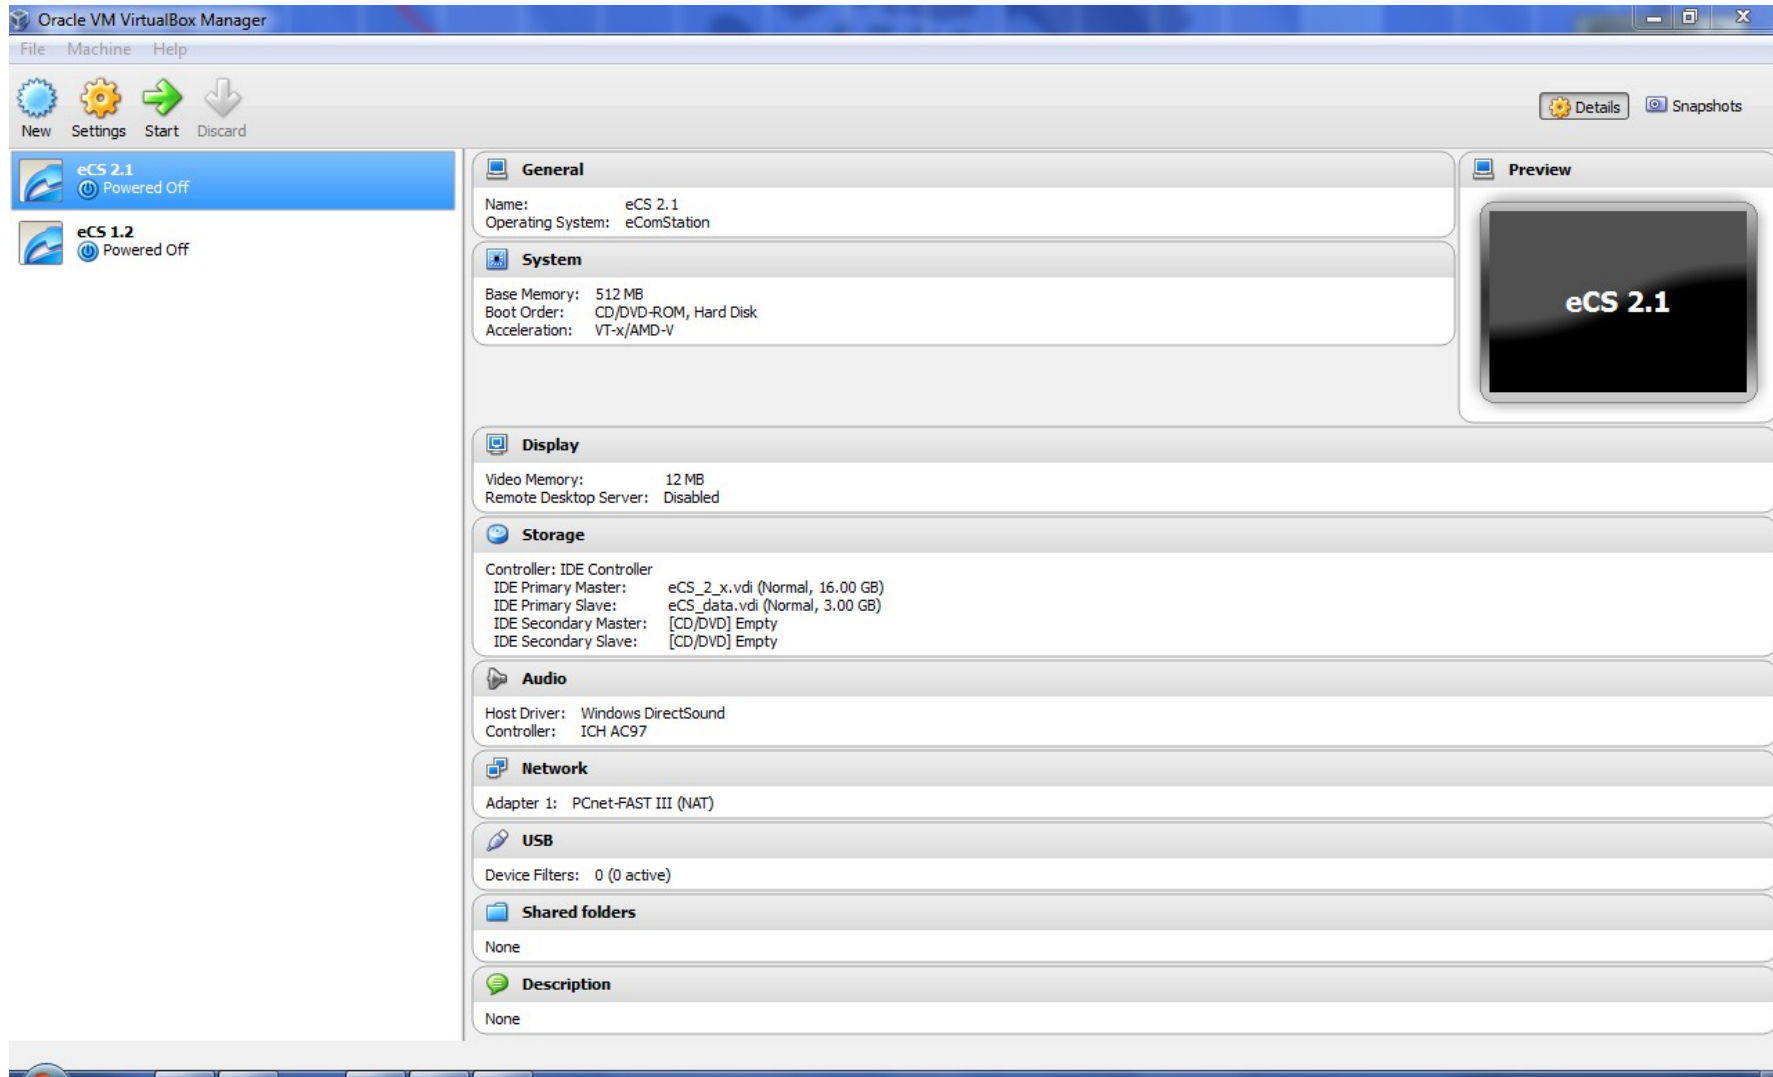 Oracle VM VirtualBox Manager
File Machine Help
New Settings Start Discard
Details Snapshots
eCS 2.1
Powered Off
eCS 1.2
Powered Off
General
Name: eCS 2.1
Operating System: eComStation
System
Base Memory: 512 MB
Boot Order: CD/DVD-ROM, Hard Disk
Acceleration: VT-x/AMD-V
Preview
eCS 2.1
Display
Video Memory: 12 MB
Remote Desktop Server: Disabled
Storage
Controller: IDE Controller
IDE Primary Master: eCS_2_x.vdi (Normal, 16.00 GB)
IDE Primary Slave: eCS_data.vdi (Normal, 3.00 GB)
IDE Secondary Master: [CD/DVD] Empty
IDE Secondary Slave: [CD/DVD] Empty
Audio
Host Driver: Windows DirectSound
Controller: ICH AC97
Network
Adapter 1: PCnet-FAST III (NAT)
USB
Device Filters: 0 (0 active)
Shared folders
None
Description
None